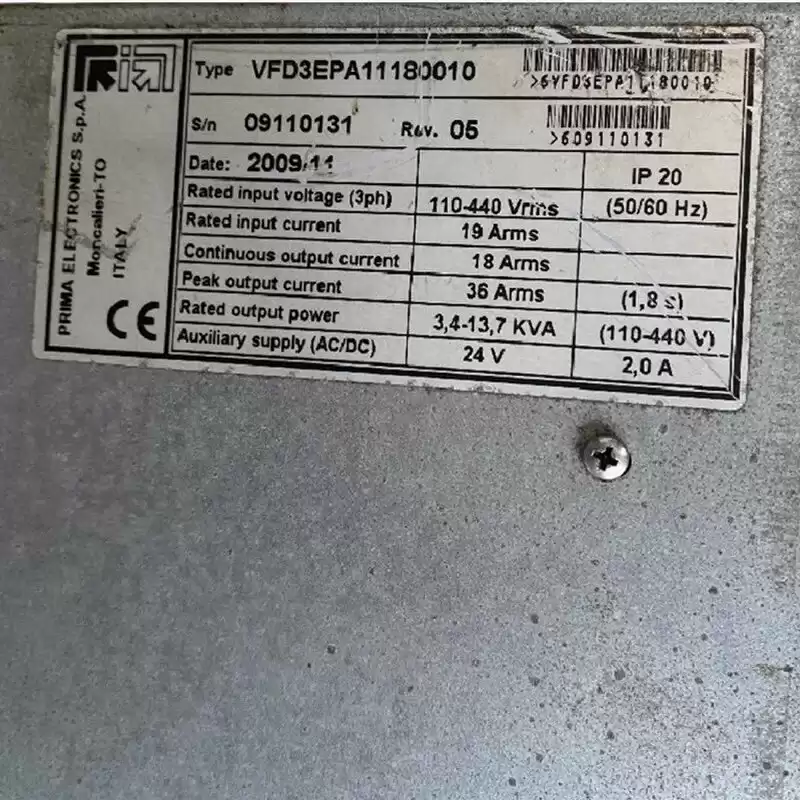 PRIMA ELECTRONICS S.p.A.
Moncalieri-TO
ITALY
CE
Type VFD3EPA11180010
>6VFD3EPA11180010
S/n 09110131 Rev. 05
>609110131
Date: 2009-11 IP 20
Rated input voltage (3ph) 110-440 Vrms (50/60 Hz)
Rated input current 19 Arms
Continuous output current 18 Arms
Peak output current 36 Arms (1,8 s)
Rated output power 3,4-13,7 KVA (110-440 V)
Auxiliary supply (AC/DC) 24 V 2,0 A